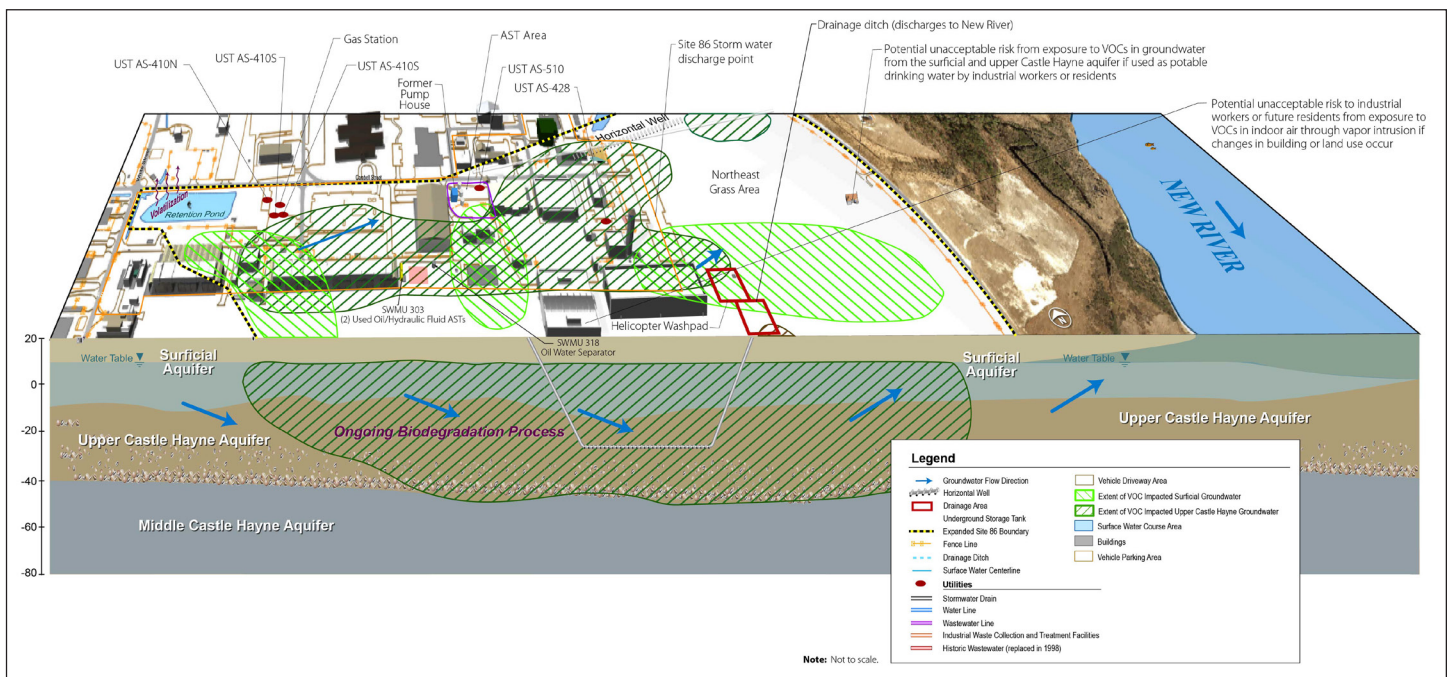 Drainage ditch (discharges to New River)
Gas Station
AST Area
Site 86 Storm water
discharge point
Potential unacceptable risk from exposure to VOCs in groundwater
from the surficial and upper Castle Hayne aquifer if used as potable
drinking water by industrial workers or residents
UST AS-410N
UST AS-410S
UST AS-410S
UST AS-510
UST AS-428
Former
Pump
House
Potential unacceptable risk to industrial
workers or future residents from exposure to
VOCs in indoor air through vapor intrusion if
changes in building or land use occur
Horizontal Well
Northeast
Grass Area
Volatilization
Retention Pond
NEW RIVER
SWMU 303
(2) Used Oil/Hydraulic Fluid ASTs
Helicopter Washpad
SWMU 318
Oil Water Separator
N
20
0
-20
-40
-60
-80
Water Table
Surficial
Aquifer
Surficial
Aquifer
Water Table
Upper Castle Hayne Aquifer
Ongoing Biodegradation Process
Upper Castle Hayne Aquifer
Middle Castle Hayne Aquifer
Legend
Groundwater Flow Direction
Horizontal Well
Drainage Area
Underground Storage Tank
Expanded Site 86 Boundary
Fence Line
Drainage Ditch
Surface Water Centerline
Utilities
Stormwater Drain
Water Line
Wastewater Line
Industrial Waste Collection and Treatment Facilities
Historic Wastewater (replaced in 1998)
Vehicle Driveway Area
Extent of VOC Impacted Surficial Groundwater
Extent of VOC Impacted Upper Castle Hayne Groundwater
Surface Water Course Area
Buildings
Vehicle Parking Area
Note: Not to scale.